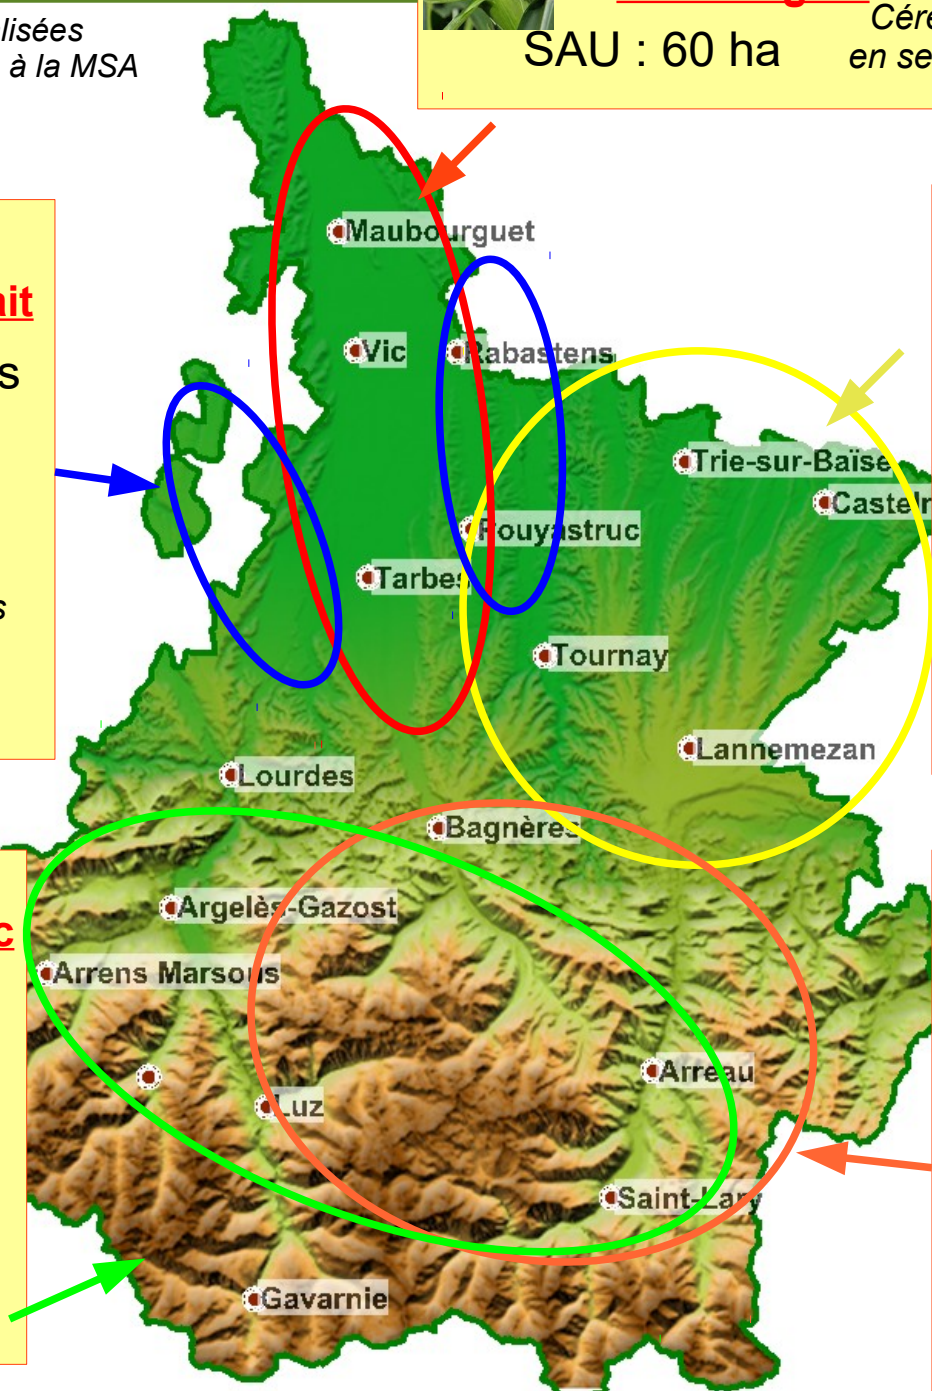 lisées
à la MSA
SAU : 60 ha
Cére
en se
ait
s
s
c
Maubourguet
Vic
Rabastens
Trie-sur-Baïse
Casteln
Pouyastruc
Tarbes
Tournay
Lannemezan
Lourdes
Bagnères
Argelès-Gazost
Arrens Marsous
Arreau
Luz
Saint-Lary
Gavarnie